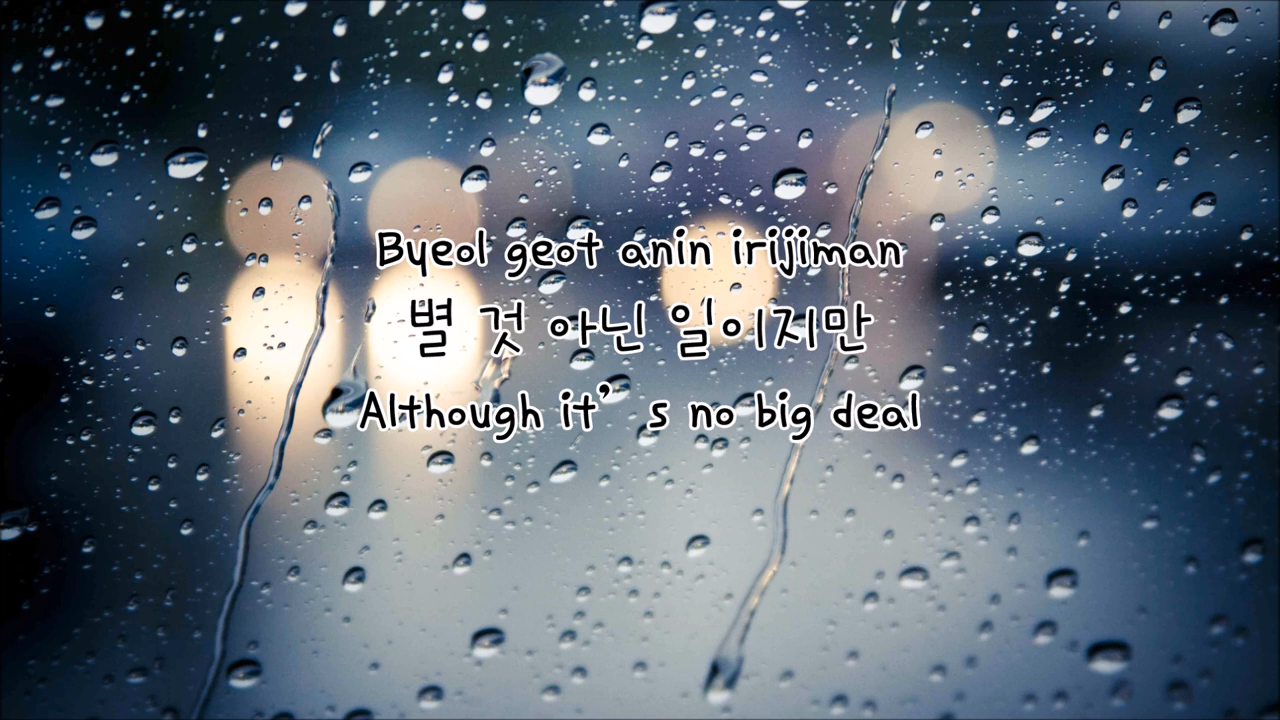 Byeol geot anin irijiman
별 것 아닌 일이지만
Although it’s no big deal